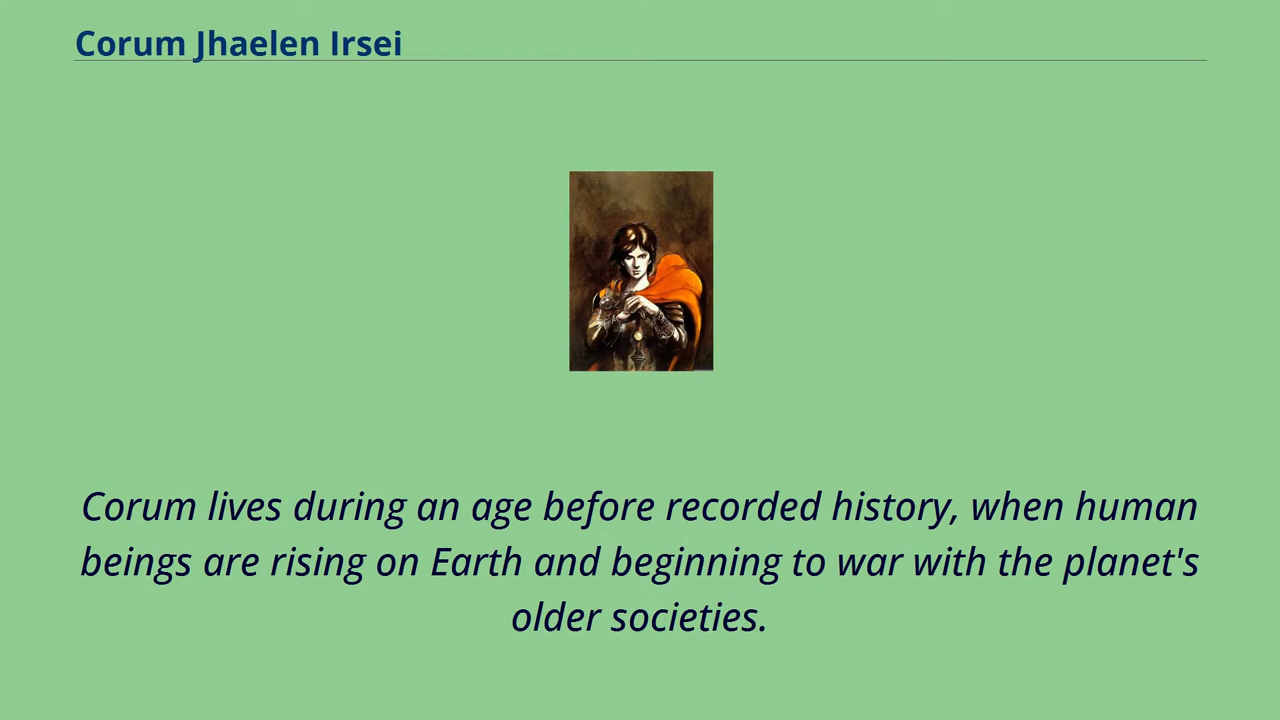 Corum Jhaelen Irsei
Corum lives during an age before recorded history, when human
beings are rising on Earth and beginning to war with the planet's
older societies.